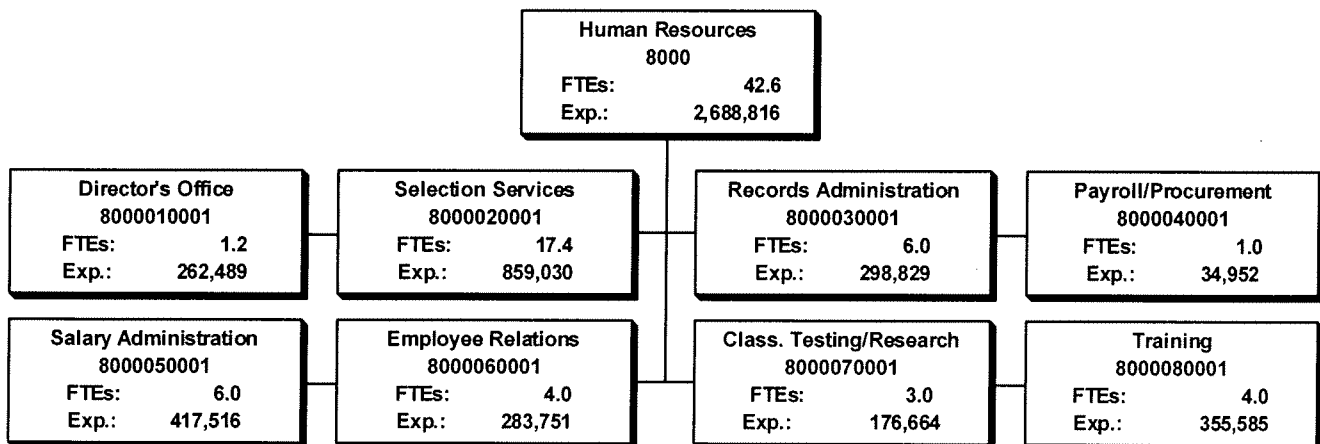 Human Resources
8000
FTEs: 42.6
Exp.: 2,688,816
Director's Office
8000010001
FTEs: 1.2
Exp.: 262,489
Selection Services
8000020001
FTEs: 17.4
Exp.: 859,030
Records Administration
8000030001
FTEs: 6.0
Exp.: 298,829
Payroll/Procurement
8000040001
FTEs: 1.0
Exp.: 34,952
Salary Administration
8000050001
FTEs: 6.0
Exp.: 417,516
Employee Relations
8000060001
FTEs: 4.0
Exp.: 283,751
Class. Testing/Research
8000070001
FTEs: 3.0
Exp.: 176,664
Training
8000080001
FTEs: 4.0
Exp.: 355,585